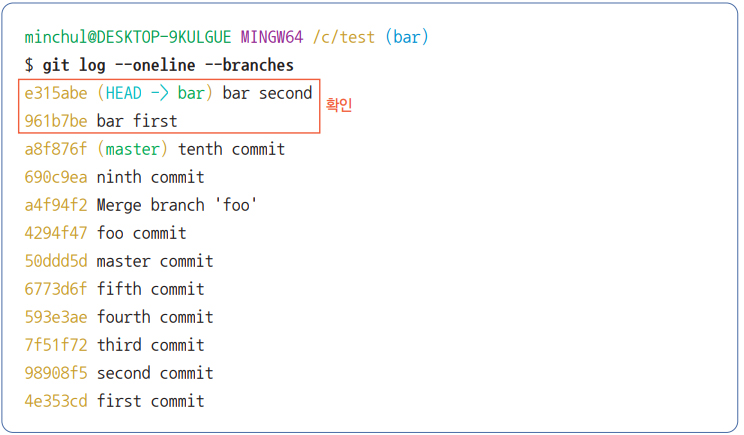 minchul@DESKTOP-9KULGUE MINGW64 /c/test (bar)
$ git log --oneline --branches
e315abe (HEAD -> bar) bar second
961b7be bar first
확인
a8f876f (master) tenth commit
690c9ea ninth commit
a4f94f2 Merge branch 'foo'
4294f47 foo commit
50ddd5d master commit
6773d6f fifth commit
593e3ae fourth commit
7f51f72 third commit
98908f5 second commit
4e353cd first commit